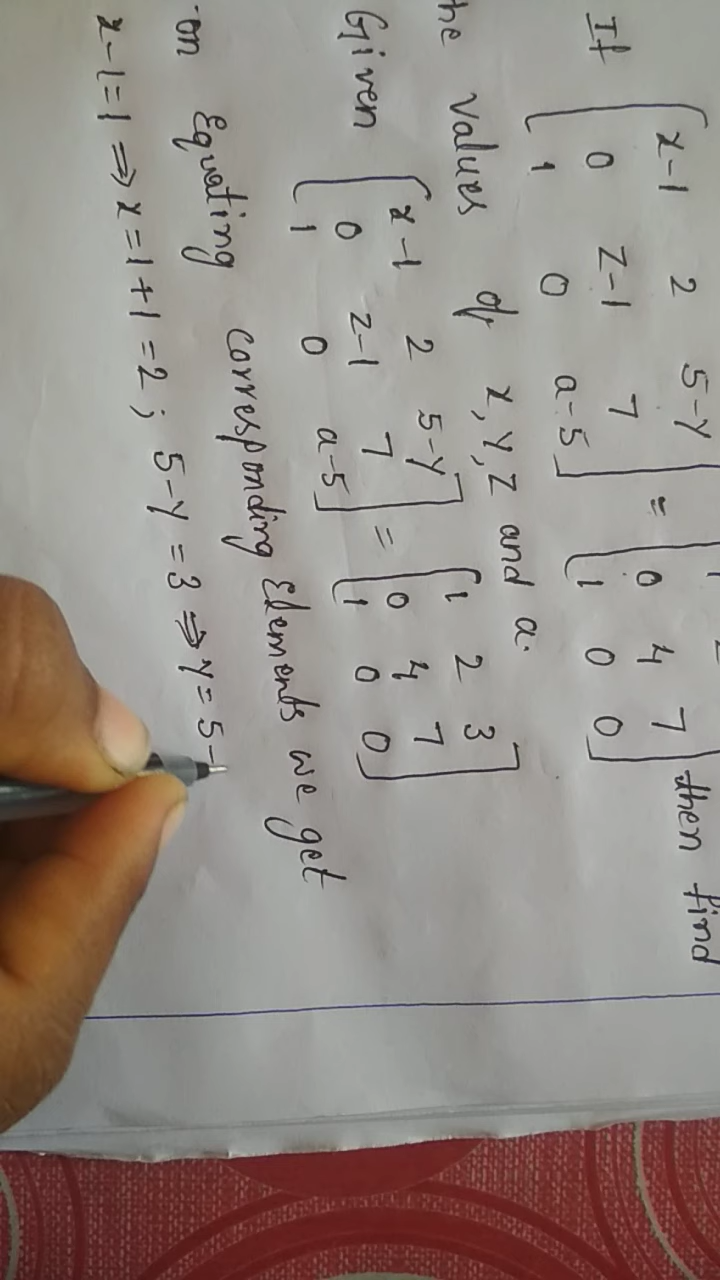 x-1 2 5-y
If 0 z-1 7 = 0 4 7 then find
1 0 a-5 1 0 0
he values of x, y, z and a.
x-1 2 5-y 1 2 3
Given 0 z-1 7 = 0 4 7
1 0 a-5 1 0 0
on Equating corresponding Elements we get
x-1=1 ⇒ x=1+1=2; 5-y=3 ⇒ y=5-